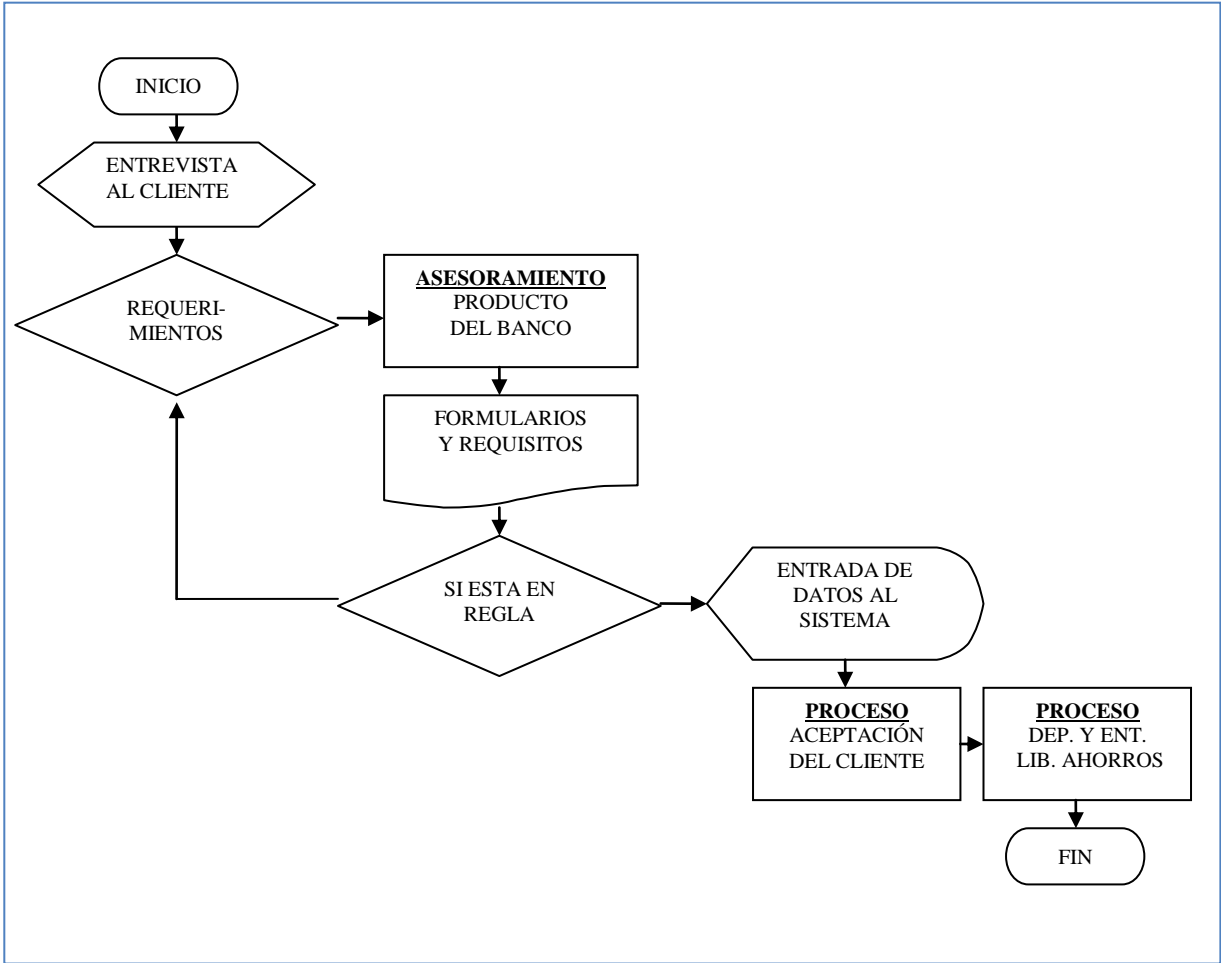 INICIO
ENTREVISTA
AL CLIENTE
REQUERI-
MIENTOS
ASESORAMIENTO
PRODUCTO
DEL BANCO
FORMULARIOS
Y REQUISITOS
SI ESTA EN
REGLA
ENTRADA DE
DATOS AL
SISTEMA
PROCESO
ACEPTACIÓN
DEL CLIENTE
PROCESO
DEP. Y ENT.
LIB. AHORROS
FIN